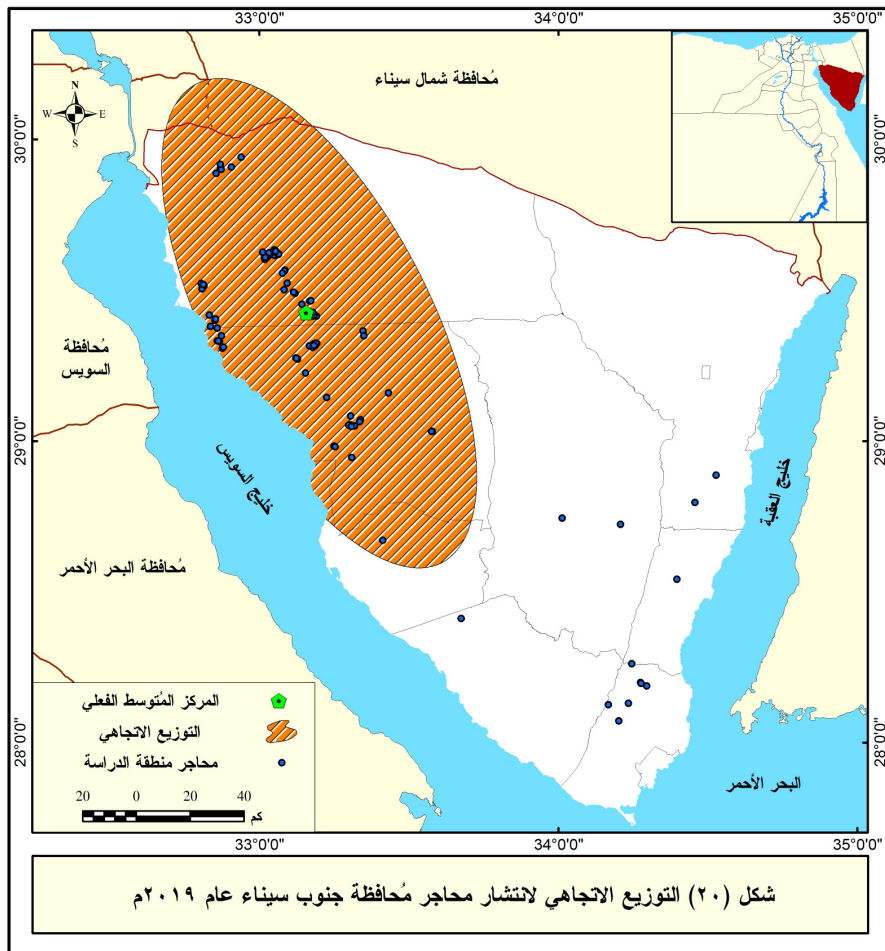 33°0'0"
34°0'0"
35°0'0"
30°0'0"
30°0'0"
29°0'0"
29°0'0"
28°0'0"
28°0'0"
N
W
E
S
مُحافظة شمال سيناء
مُحافظة
السويس
خليج السويس
خليج العقبة
مُحافظة البحر الأحمر
البحر الأحمر
المركز المُتوسط الفعلي
التوزيع الاتجاهي
محاجر منطقة الدراسة
20 0 20 40
كم
33°0'0"
34°0'0"
35°0'0"
شكل (٢٠) التوزيع الاتجاهي لانتشار محاجر مُحافظة جنوب سيناء عام ٢٠١٩م